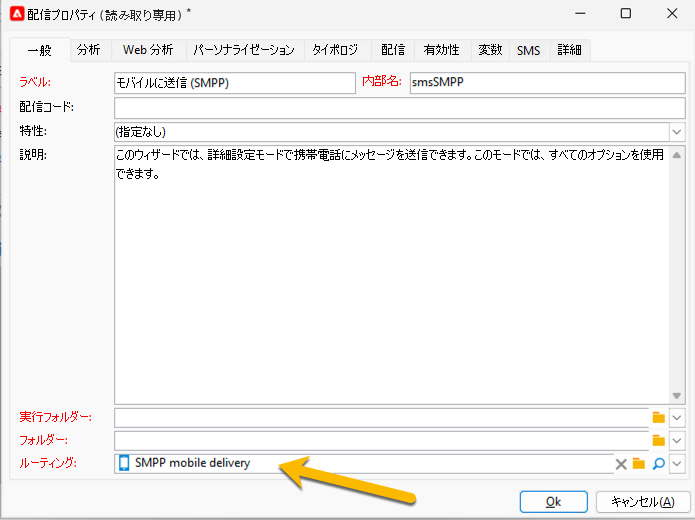 配信プロパティ (読み取り専用) *
一般 分析 Web 分析 パーソナライゼーション タイポロジ 配信 有効性 変数 SMS 詳細
ラベル: モバイルに送信 (SMPP) 内部名: smsSMPP
配信コード:
特性: (指定なし)
説明: このウィザードでは、詳細設定モードで携帯電話にメッセージを送信できます。このモードでは、すべてのオプションを使用
できます。
実行フォルダー:
フォルダー:
ルーティング: SMPP mobile delivery
Ok キャンセル(A)